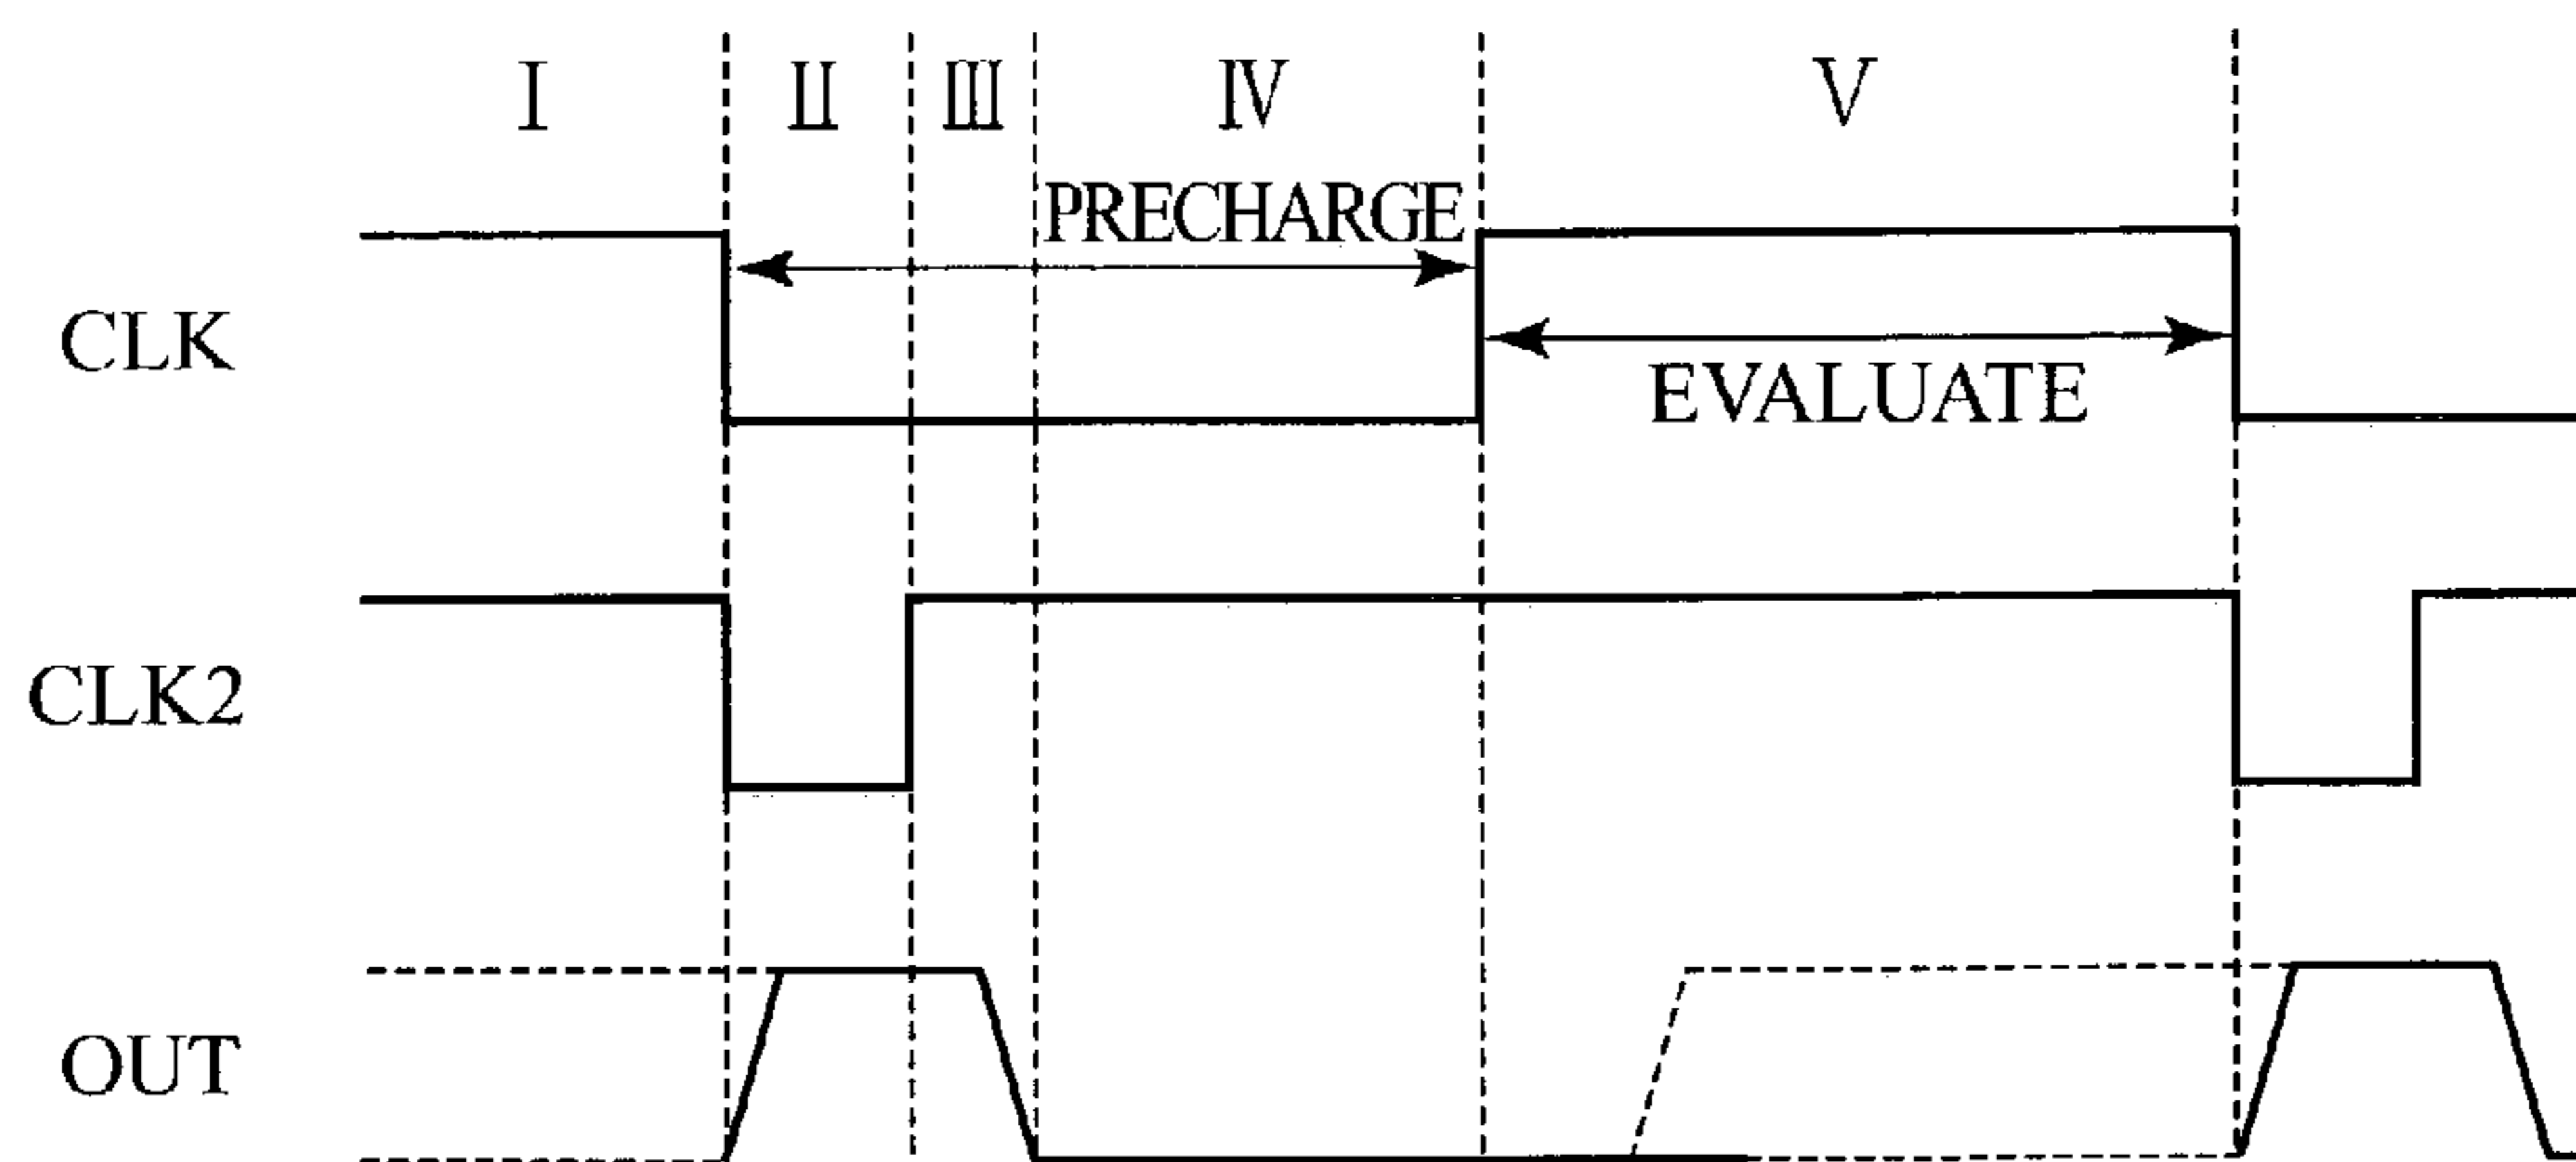 I II III IV V
PRECHARGE
CLK
EVALUATE
CLK2
OUT